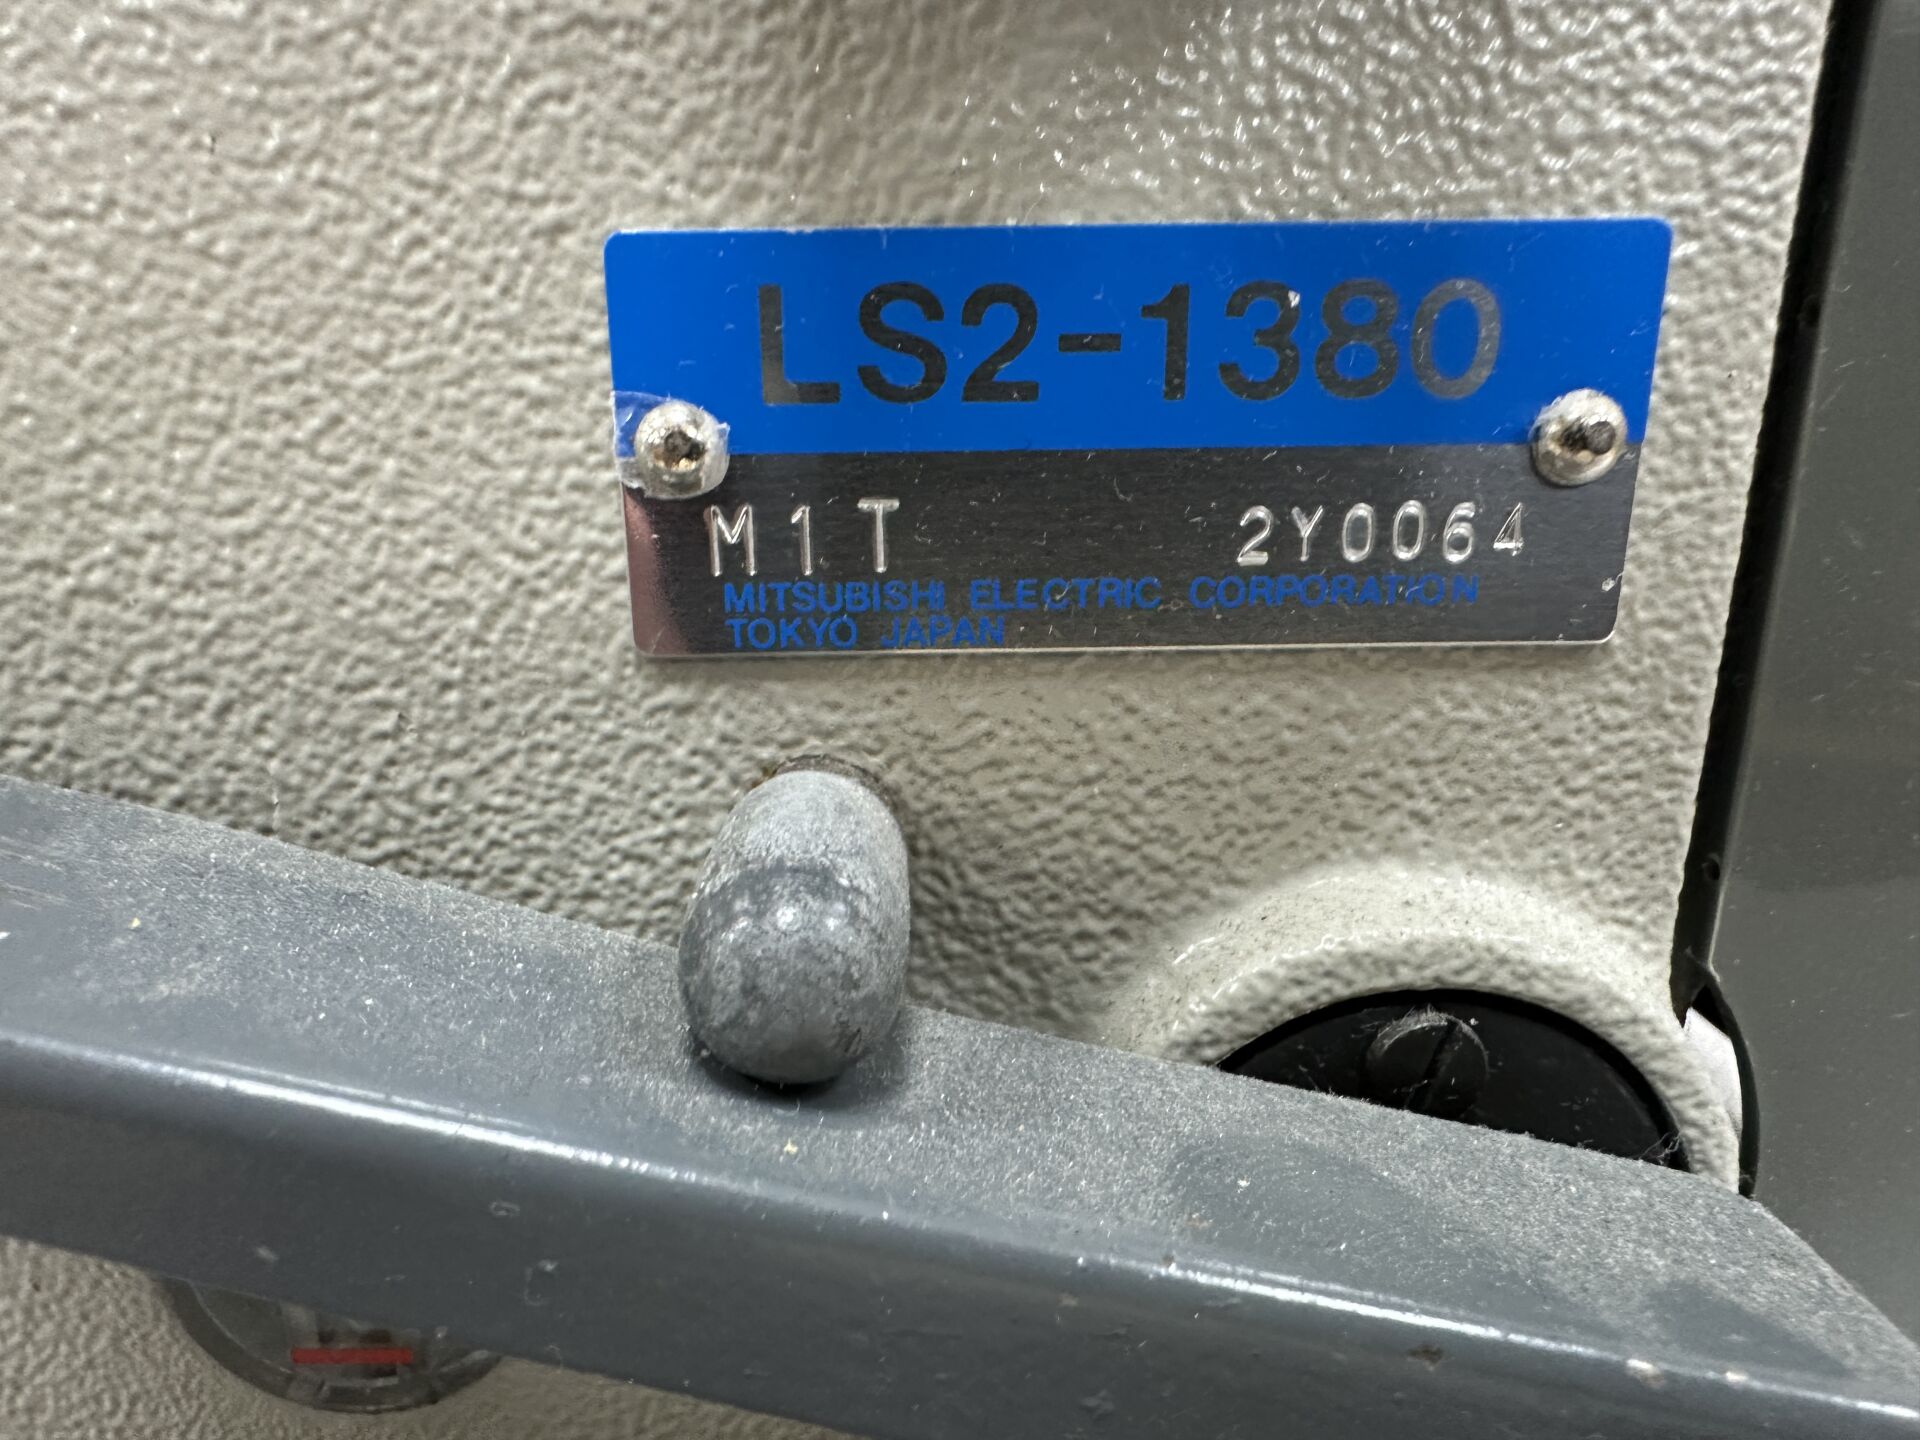 LS2-1380
M1T 2Y0064
MITSUBISHI ELECTRIC CORPORATION
TOKYO JAPAN